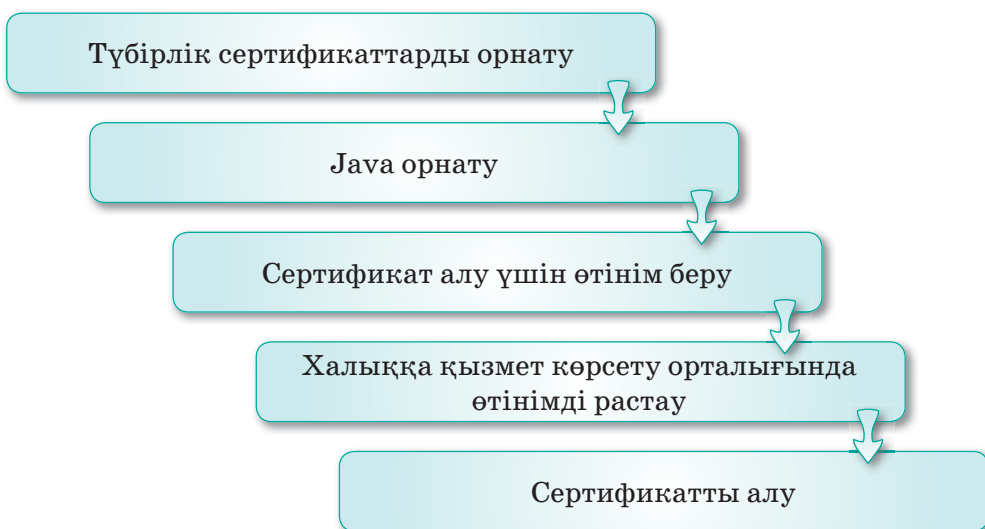 Түбірлік сертификаттарды орнату
Java орнату
Сертификат алу үшін өтінім беру
Халыққа қызмет көрсету орталығында
өтінімді растау
Сертификатты алу